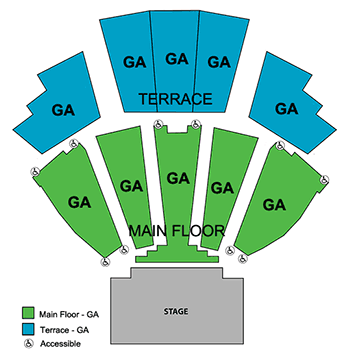 GA GA GA
GA GA
TERRACE
GA GA GA
GA GA
MAIN FLOOR
STAGE
Main Floor - GA
Terrace - GA
Accessible